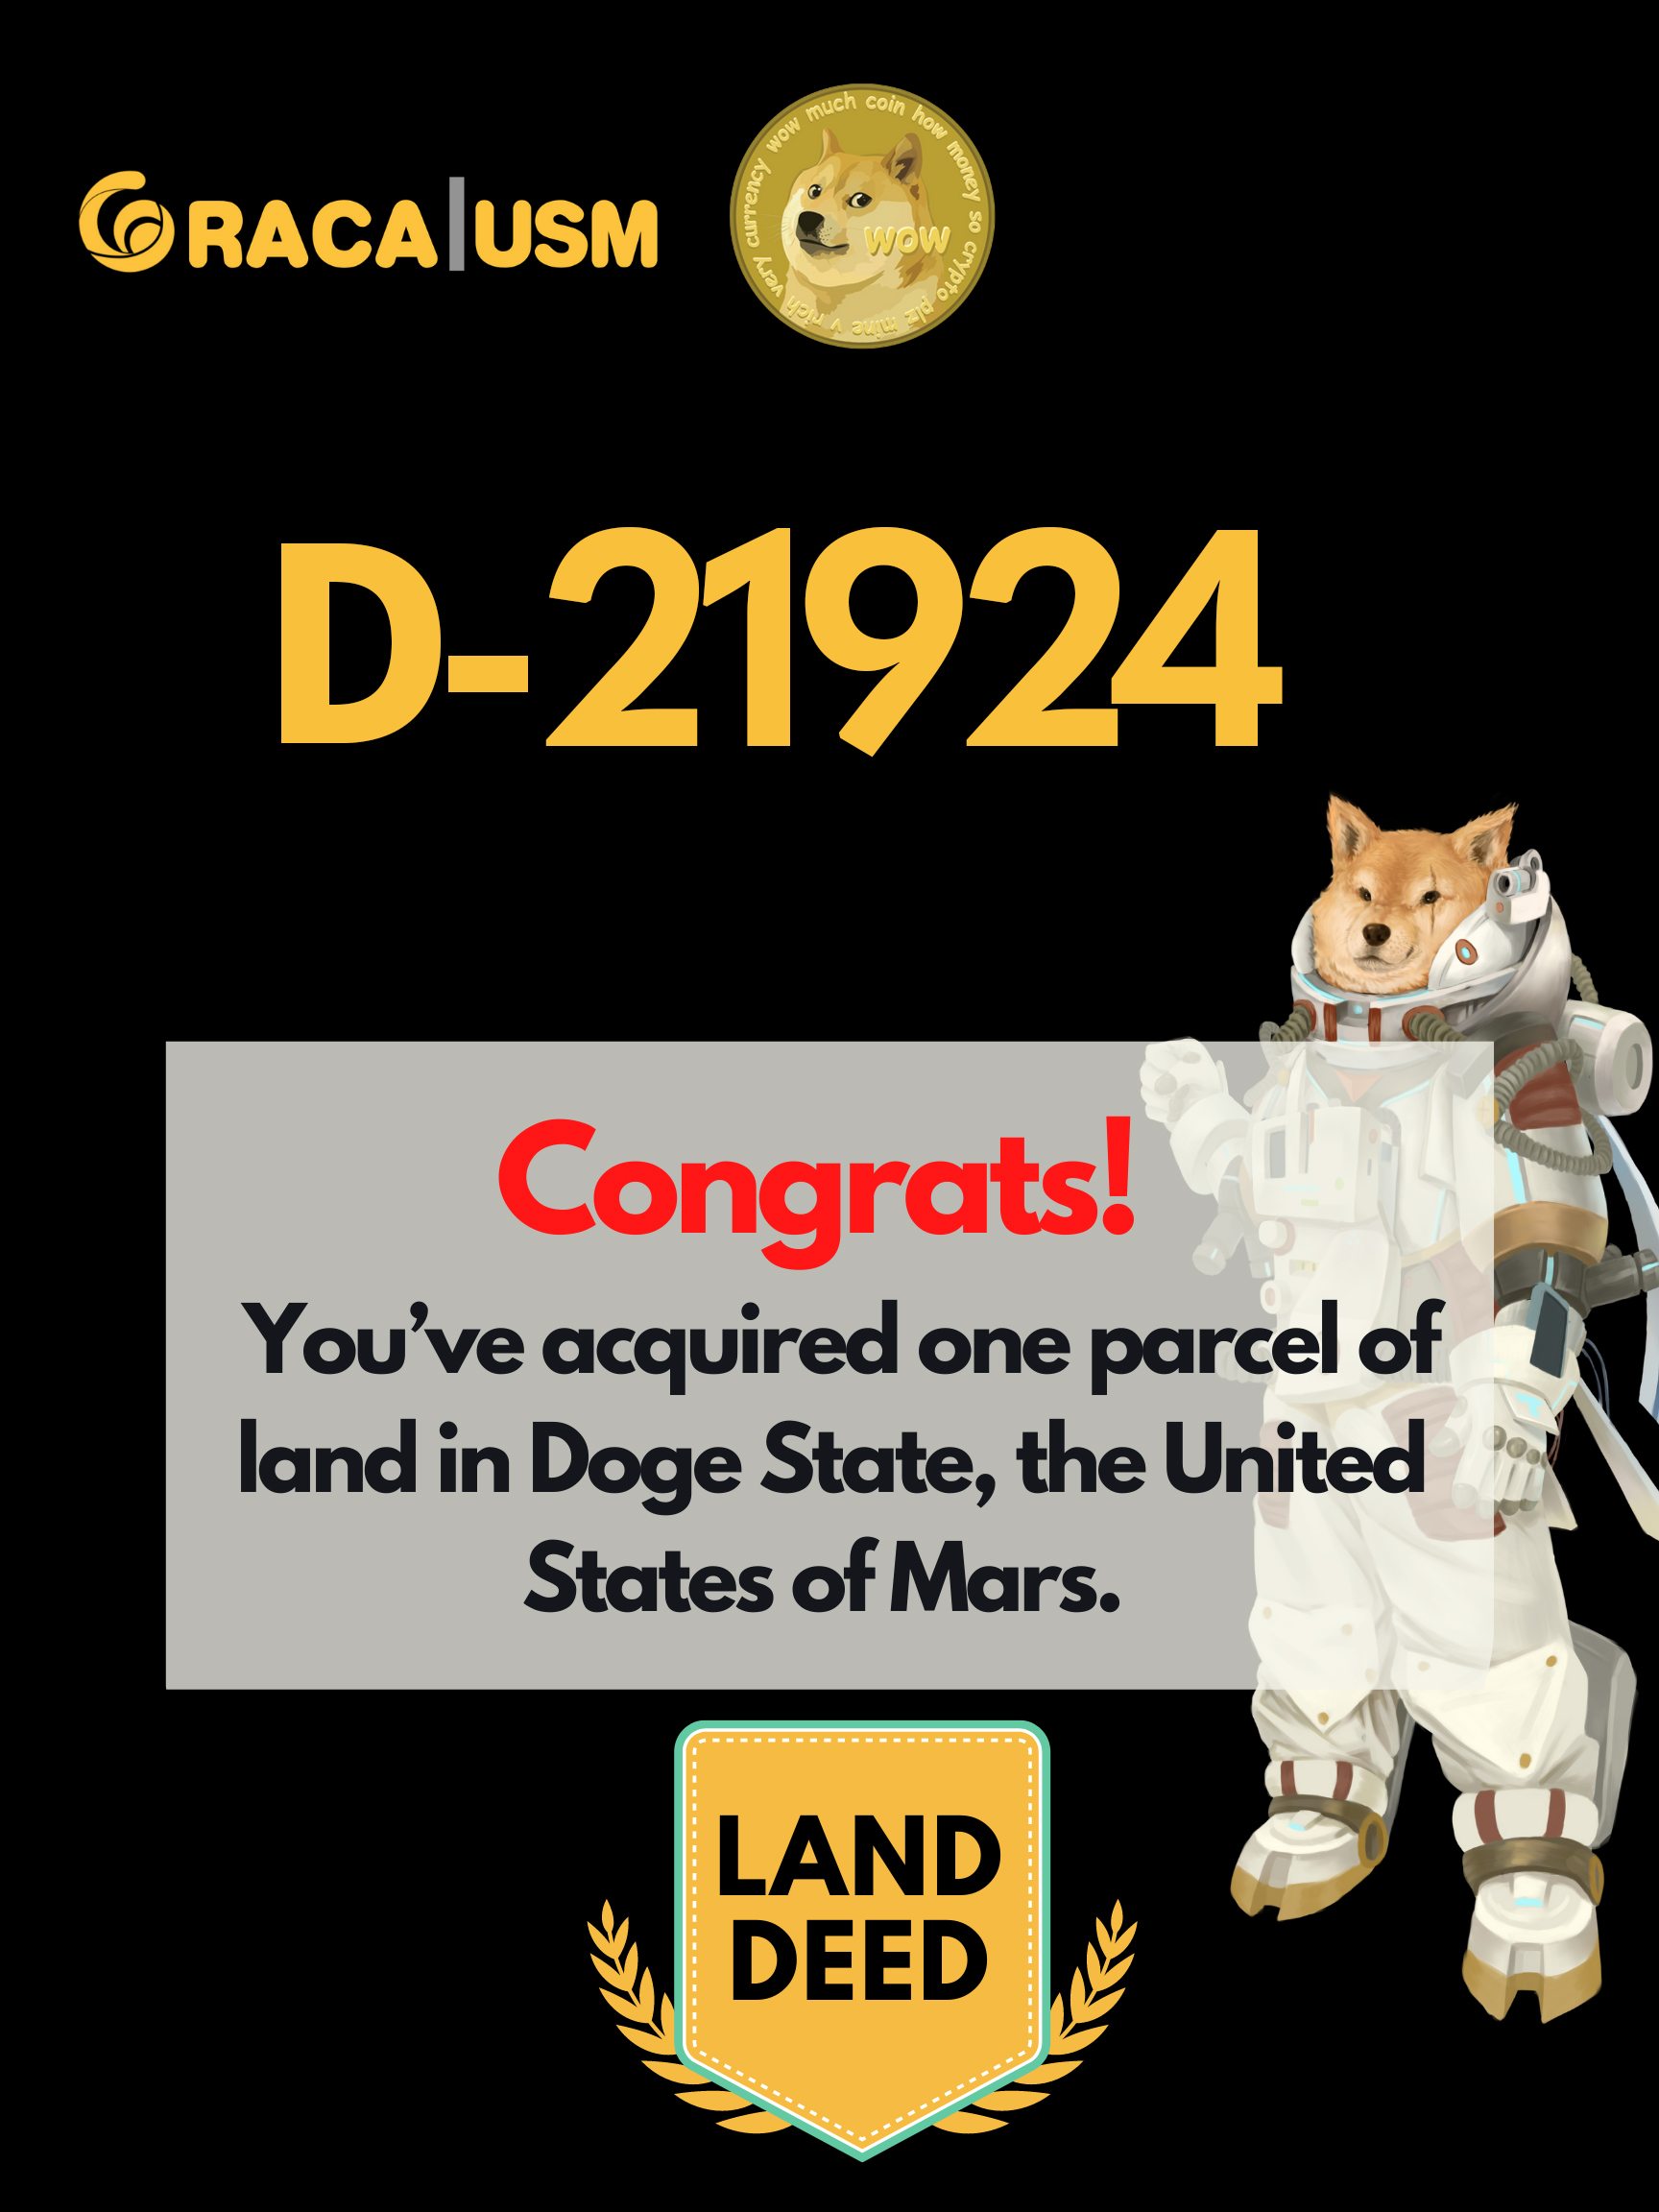 RACA|USM
very currency wow much coin how money so crypto plz mine v rich
wow
D-21924
Congrats!
You’ve acquired one parcel of
land in Doge State, the United
States of Mars.
LAND
DEED